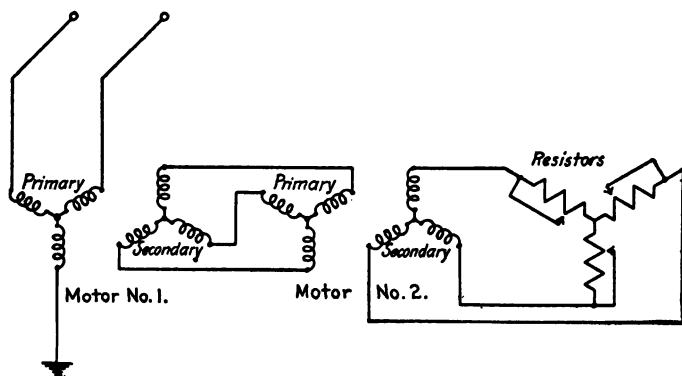 Resistors
Primary
Primary
Secondary
Secondary
Motor No. 1.
Motor No. 2.